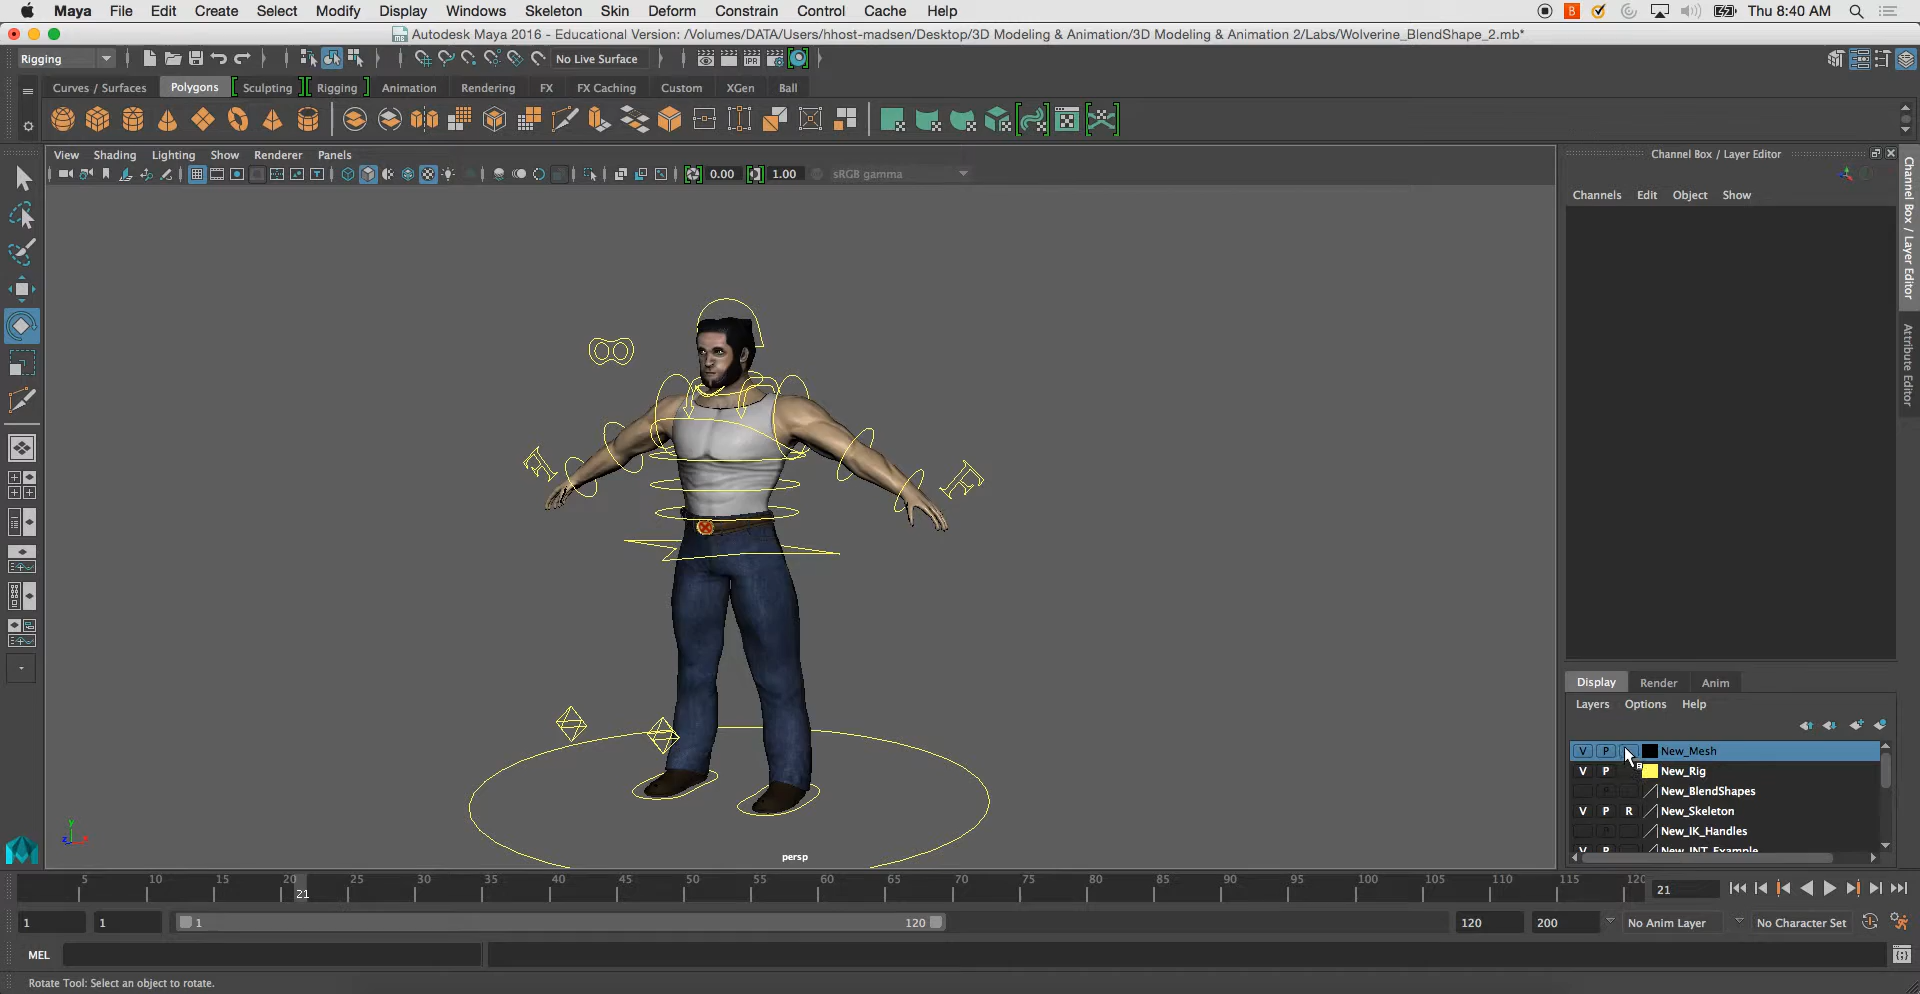 Maya File Edit Create Select Modify Display Windows Skeleton Skin Deform Constrain Control Cache Help Thu 8:40 AM
Autodesk Maya 2016 - Educational Version: /Volumes/DATA/Users/hhost-madsen/Desktop/3D Modeling & Animation/3D Modeling & Animation 2/Labs/Wolverine_BlendShape_2.mb*
Rigging No Live Surface
Curves / Surfaces Polygons Sculpting Rigging Animation Rendering FX FX Caching Custom XGen Ball
View Shading Lighting Show Renderer Panels
0.00 1.00 sRGB gamma
Channel Box / Layer Editor
Channels Edit Object Show
Channel Box / Layer Editor
Attribute Editor
Display Render Anim
Layers Options Help
V P New_Mesh
V P New_Rig
New_BlendShapes
V P R New_Skeleton
New_IK_Handles
V P New_INT_Example
persp
5 10 15 20 25 30 35 40 45 50 55 60 65 70 75 80 85 90 95 100 105 110 115 120
21 21
1 1 1 120 120 200 No Anim Layer No Character Set
MEL
Rotate Tool: Select an object to rotate.